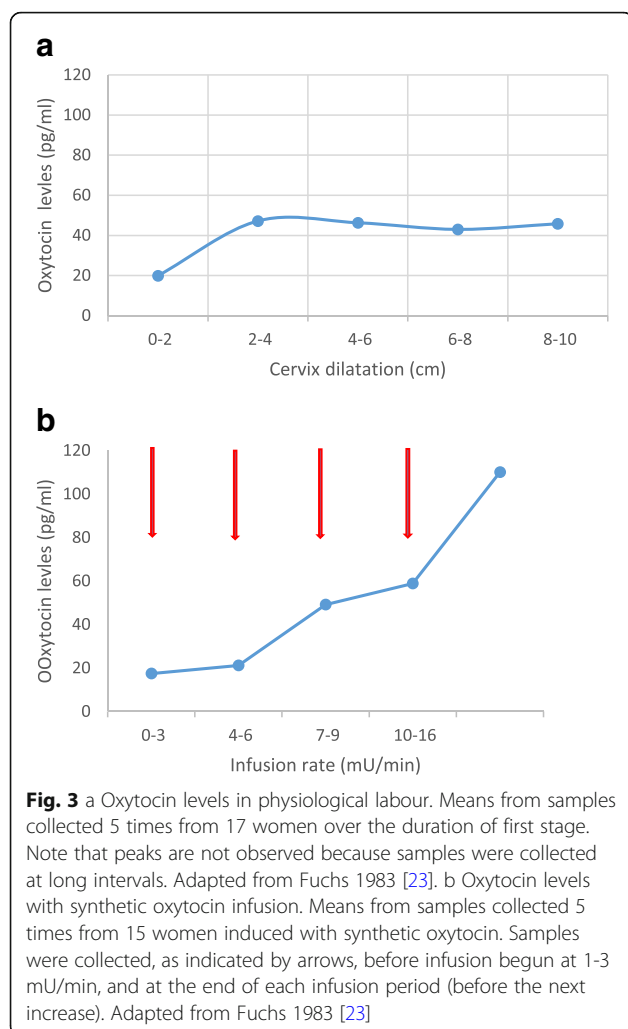 a
120
100
80
60
40
20
0
Oxytocin levles (pg/ml)
0-2 2-4 4-6 6-8 8-10
Cervix dilatation (cm)
b
120
100
80
60
40
20
0
OOxytocin levles (pg/ml)
0-3 4-6 7-9 10-16
Infusion rate (mU/min)
Fig. 3 a Oxytocin levels in physiological labour. Means from samples
collected 5 times from 17 women over the duration of first stage.
Note that peaks are not observed because samples were collected
at long intervals. Adapted from Fuchs 1983 [23]. b Oxytocin levels
with synthetic oxytocin infusion. Means from samples collected 5
times from 15 women induced with synthetic oxytocin. Samples
were collected, as indicated by arrows, before infusion begun at 1-3
mU/min, and at the end of each infusion period (before the next
increase). Adapted from Fuchs 1983 [23]